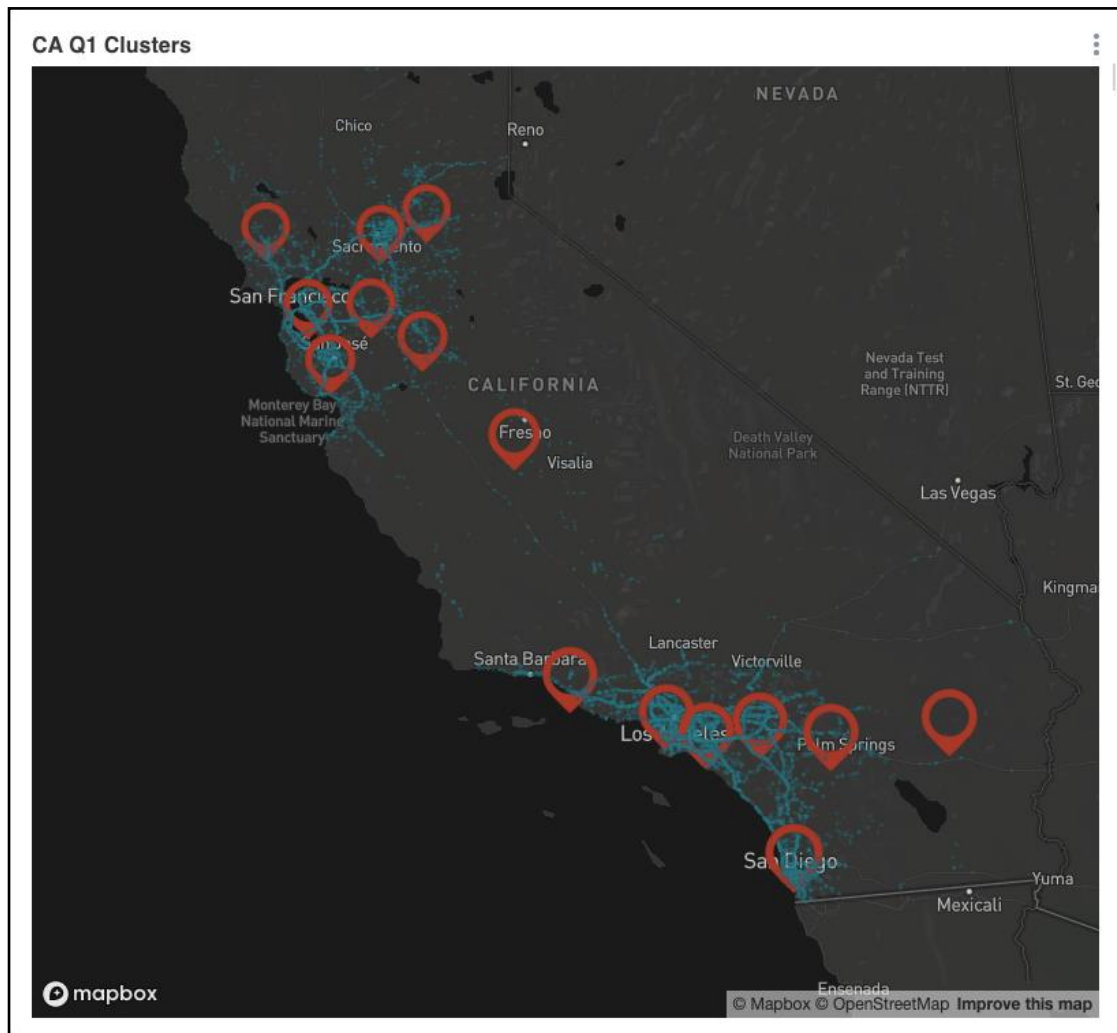 CA Q1 Clusters
NEVADA
Chico
Reno
Sacramento
San Francisco
San José
CALIFORNIA
Nevada Test
and Training
Range (NTTR)
St. Geo
Monterey Bay
National Marine
Sanctuary
Fresno
Death Valley
National Park
Visalia
Las Vegas
Kingma
Lancaster
Santa Barbara
Victorville
Los Angeles
Palm Springs
San Diego
Yuma
Mexicali
Ensenada
mapbox
© Mapbox © OpenStreetMap Improve this map